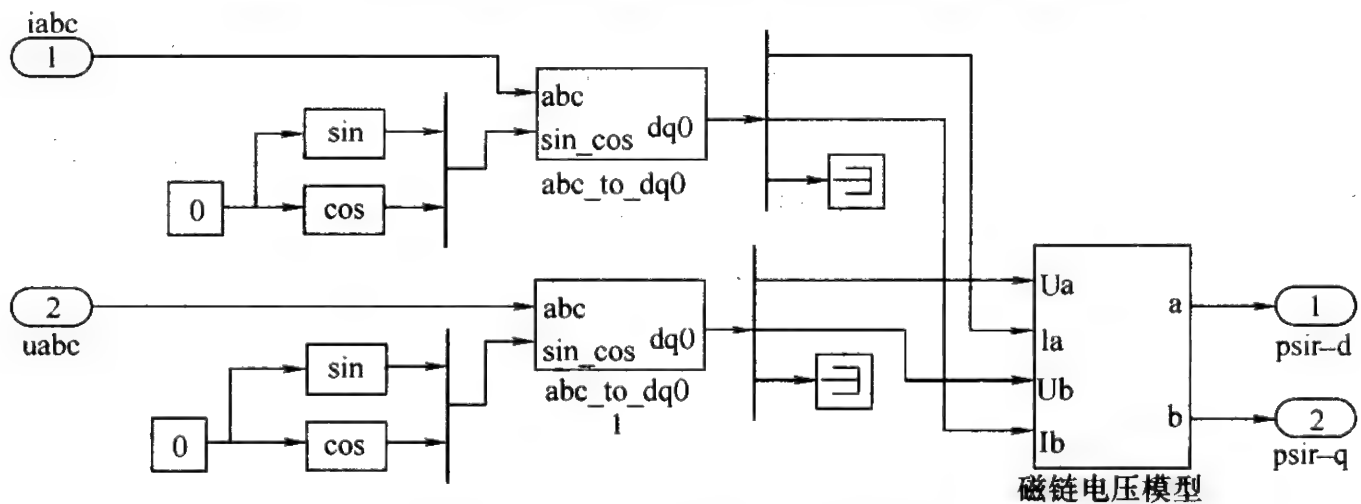 iabc
1
abc
sin_cos
dq0
abc_to_dq0
sin
cos
0
2
uabc
abc
sin_cos
dq0
abc_to_dq0
1
sin
cos
0
Ua
Ia
Ub
Ib
a
b
磁链电压模型
1
psir-d
2
psir-q